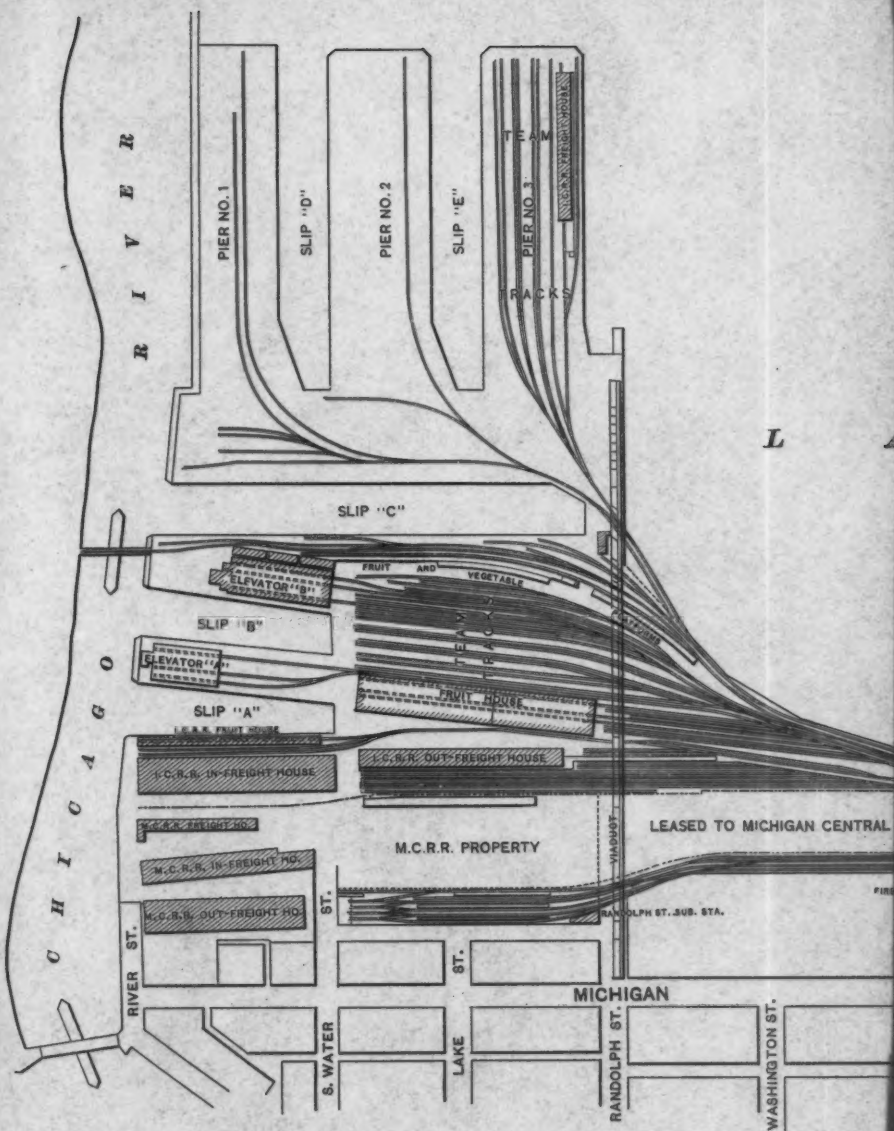 CHICAGO RIVER
PIER NO. 1
SLIP "D"
PIER NO. 2
SLIP "E"
PIER NO. 3
TEAM
TRACKS
I.C.R.R. FREIGHT HOUSE
L
SLIP "C"
ELEVATOR "B"
FRUIT AND
VEGETABLE
PLATFORMS
SLIP "B"
TEAM
TRACKS
ELEVATOR "A"
FRUIT HOUSE
SLIP "A"
I.C.R.R. FRUIT HOUSE
I.C.R.R. IN-FREIGHT HOUSE
I.C.R.R. OUT-FREIGHT HOUSE
M.C.R.R. FREIGHT HO.
M.C.R.R. PROPERTY
VIADUCT
LEASED TO MICHIGAN CENTRAL
M.C.R.R. IN-FREIGHT HO.
M.C.R.R. OUT-FREIGHT HO.
RANDOLPH ST. SUB. STA.
RIVER ST.
S. WATER ST.
LAKE ST.
MICHIGAN
RANDOLPH ST.
WASHINGTON ST.